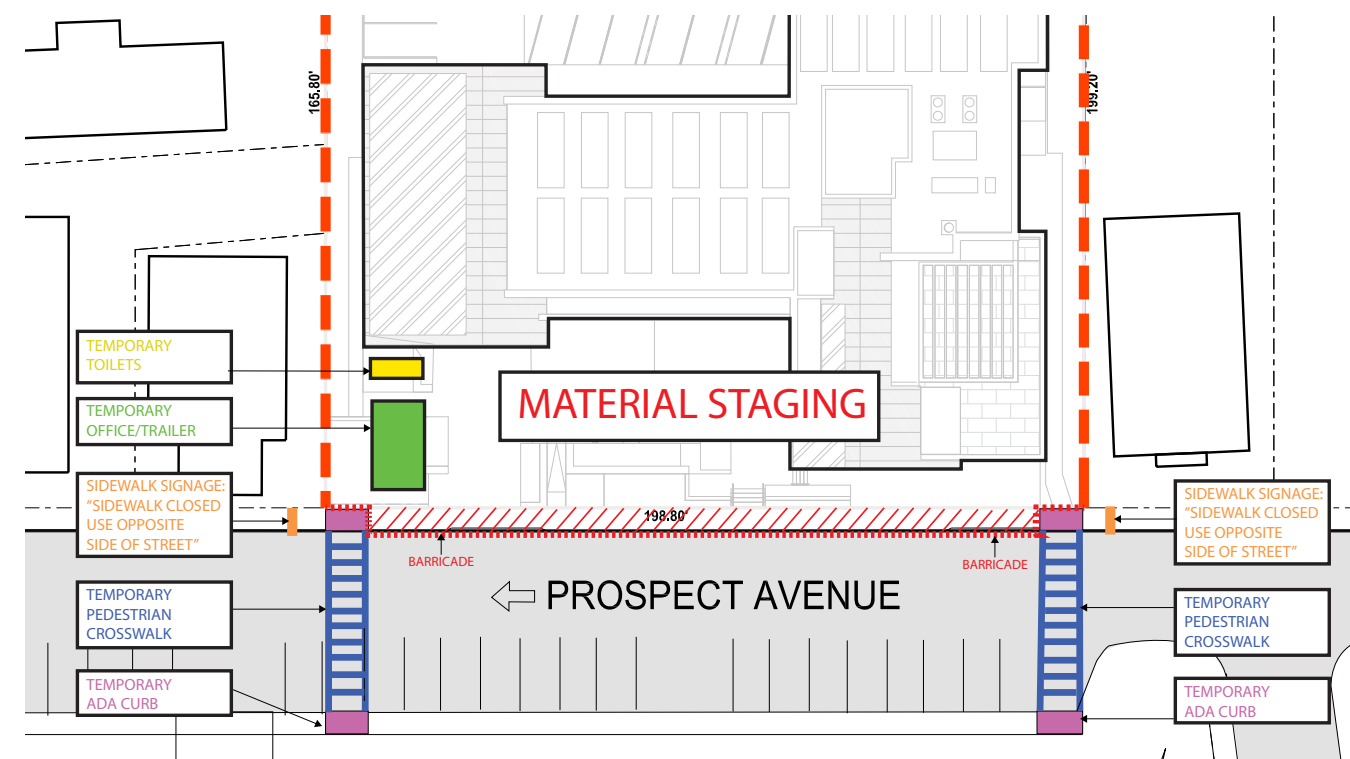 165.80'
199.20'
TEMPORARY
TOILETS
TEMPORARY
OFFICE/TRAILER
MATERIAL STAGING
SIDEWALK SIGNAGE:
“SIDEWALK CLOSED
USE OPPOSITE
SIDE OF STREET”
198.80'
SIDEWALK SIGNAGE:
“SIDEWALK CLOSED
USE OPPOSITE
SIDE OF STREET”
BARRICADE
BARRICADE
PROSPECT AVENUE
TEMPORARY
PEDESTRIAN
CROSSWALK
TEMPORARY
PEDESTRIAN
CROSSWALK
TEMPORARY
ADA CURB
TEMPORARY
ADA CURB